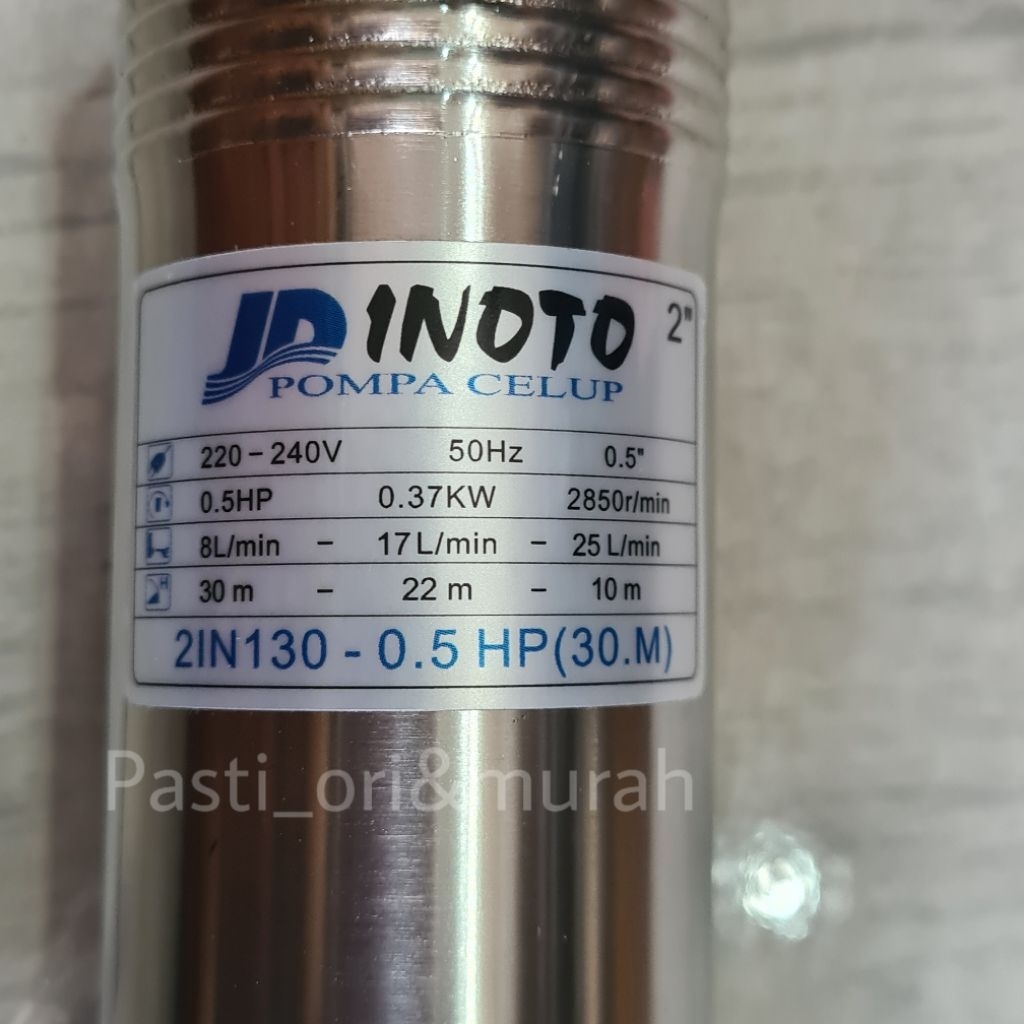 JD INOTO 2"
POMPA CELUP
220 - 240V 50Hz 0.5"
0.5HP 0.37KW 2850r/min
8L/min - 17L/min - 25 L/min
30 m - 22 m - 10 m
2IN130 - 0.5 HP(30.M)
Pasti_ori&murah